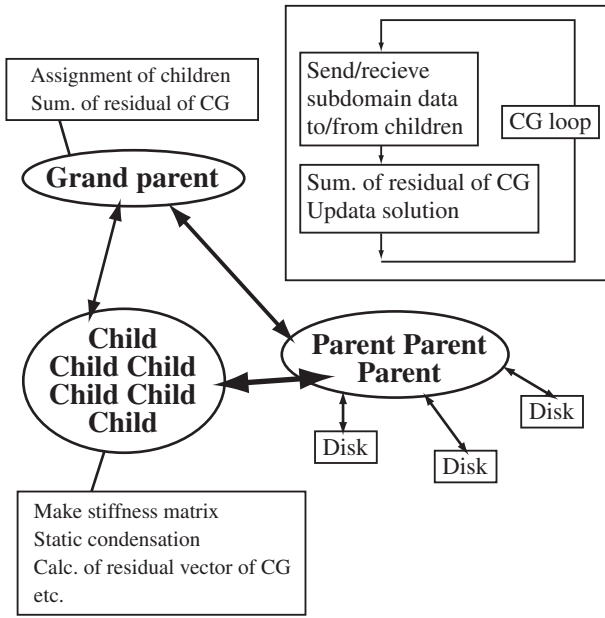 Assignment of children
Sum. of residual of CG
Grand parent
Send/recieve
subdomain data
to/from children
CG loop
Sum. of residual of CG
Updata solution
Child
Child Child
Child Child
Child
Parent Parent
Parent
Disk
Disk
Disk
Make stiffness matrix
Static condensation
Calc. of residual vector of CG
etc.